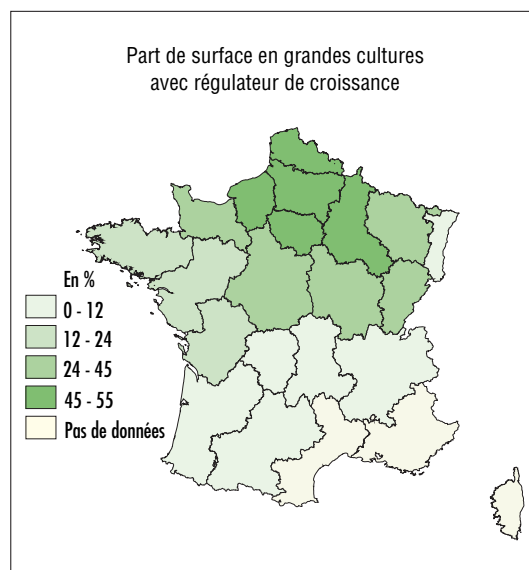 Part de surface en grandes cultures
avec régulateur de croissance
En %
0 - 12
12 - 24
24 - 45
45 - 55
Pas de données